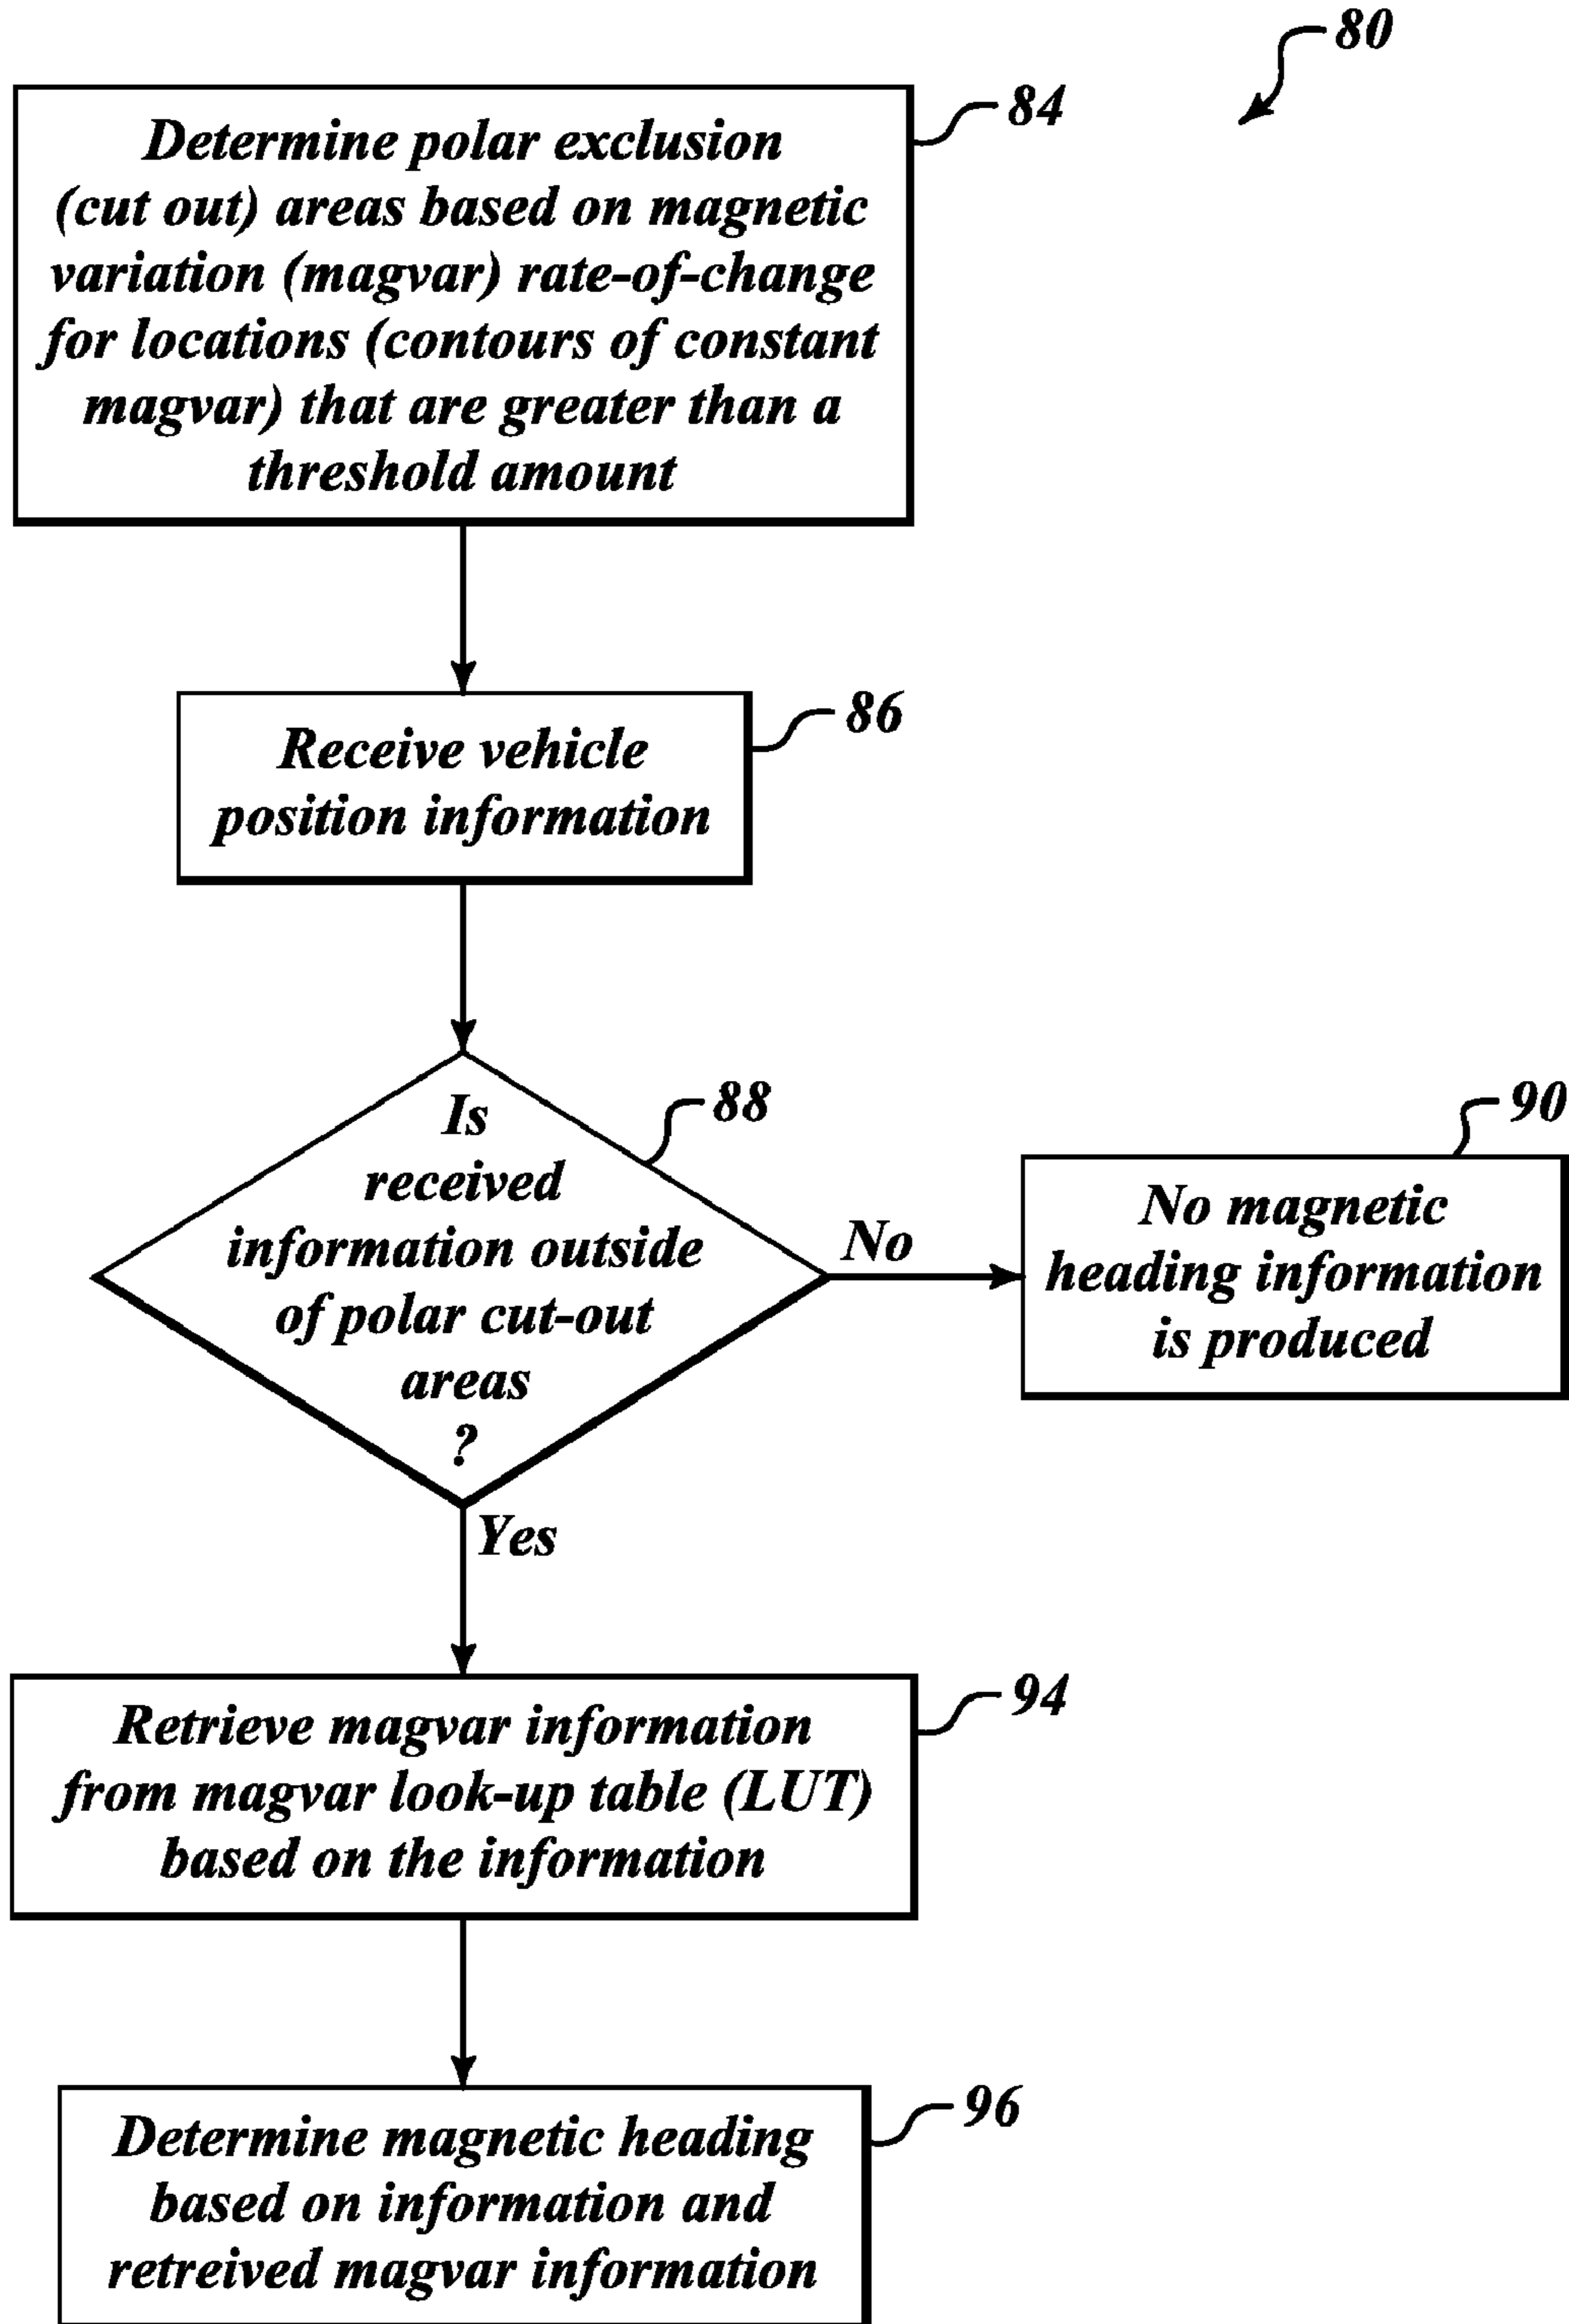 80
84
Determine polar exclusion
(cut out) areas based on magnetic
variation (magvar) rate-of-change
for locations (contours of constant
magvar) that are greater than a
threshold amount
86
Receive vehicle
position information
88
Is
received
information outside
of polar cut-out
areas
?
No
90
No magnetic
heading information
is produced
Yes
94
Retrieve magvar information
from magvar look-up table (LUT)
based on the information
96
Determine magnetic heading
based on information and
retreived magvar information